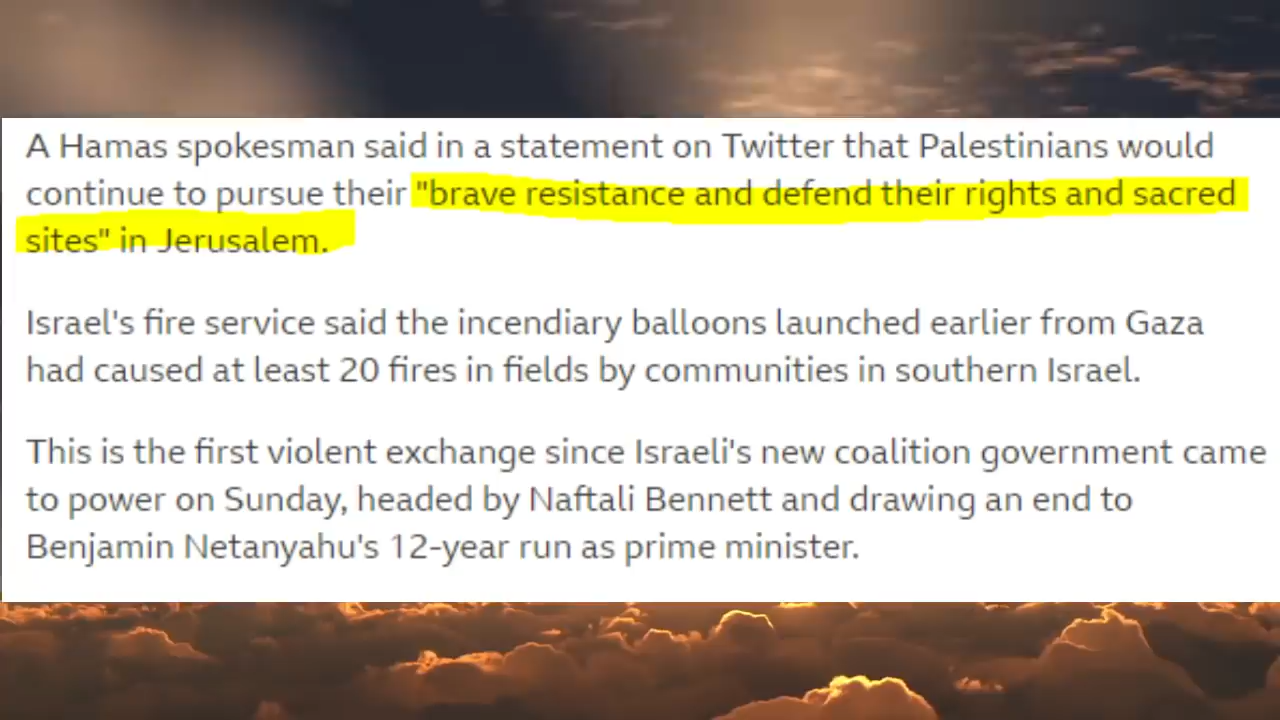 A Hamas spokesman said in a statement on Twitter that Palestinians would
continue to pursue their "brave resistance and defend their rights and sacred
sites" in Jerusalem.
Israel's fire service said the incendiary balloons launched earlier from Gaza
had caused at least 20 fires in fields by communities in southern Israel.
This is the first violent exchange since Israeli's new coalition government came
to power on Sunday, headed by Naftali Bennett and drawing an end to
Benjamin Netanyahu's 12-year run as prime minister.